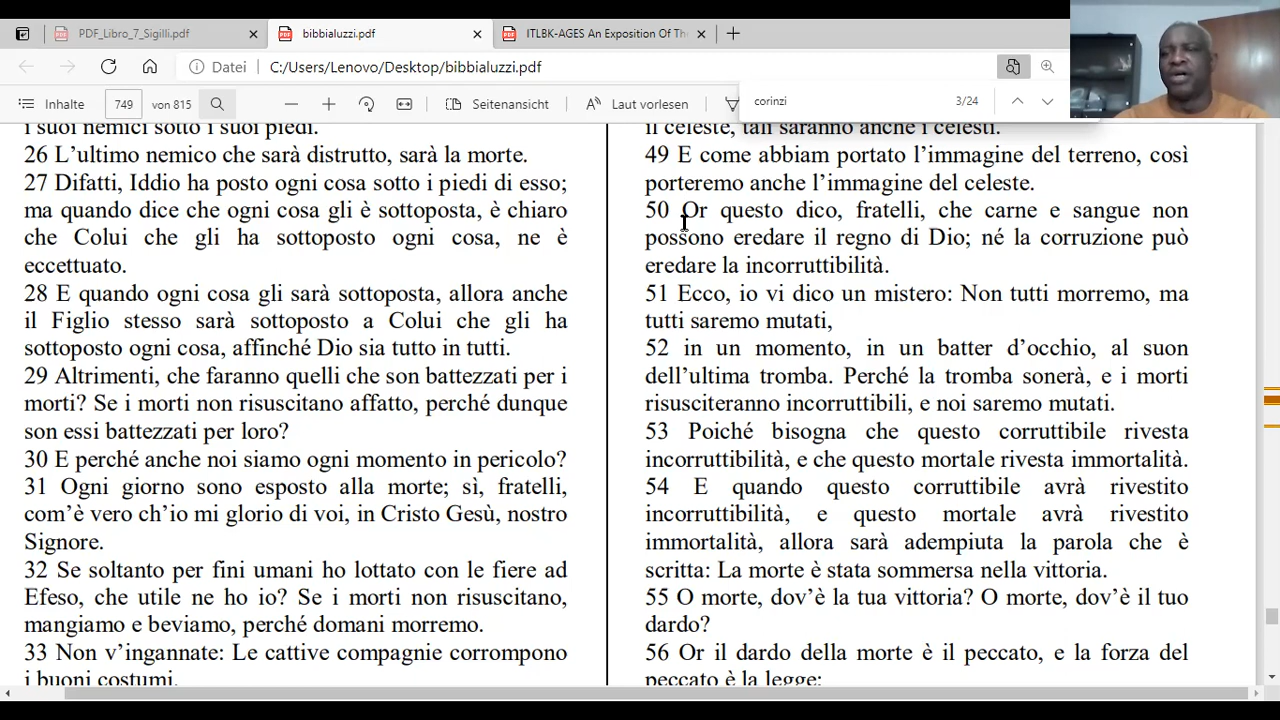 PDF_Libro_7_Sigilli.pdf
bibbialuzzi.pdf
ITLBK-AGES An Exposition Of The
Datei
C:/Users/Lenovo/Desktop/bibbialuzzi.pdf
Inhalte
749
von 815
Seitenansicht
Laut vorlesen
corinzi
3/24
i suoi nemici sotto i suoi piedi.
26 L’ultimo nemico che sarà distrutto, sarà la morte.
27 Difatti, Iddio ha posto ogni cosa sotto i piedi di esso;
ma quando dice che ogni cosa gli è sottoposta, è chiaro
che Colui che gli ha sottoposto ogni cosa, ne è
eccettuato.
28 E quando ogni cosa gli sarà sottoposta, allora anche
il Figlio stesso sarà sottoposto a Colui che gli ha
sottoposto ogni cosa, affinché Dio sia tutto in tutti.
29 Altrimenti, che faranno quelli che son battezzati per i
morti? Se i morti non risuscitano affatto, perché dunque
son essi battezzati per loro?
30 E perché anche noi siamo ogni momento in pericolo?
31 Ogni giorno sono esposto alla morte; sì, fratelli,
com’è vero ch’io mi glorio di voi, in Cristo Gesù, nostro
Signore.
32 Se soltanto per fini umani ho lottato con le fiere ad
Efeso, che utile ne ho io? Se i morti non risuscitano,
mangiamo e beviamo, perché domani morremo.
33 Non v’ingannate: Le cattive compagnie corrompono
i buoni costumi.
il celeste, tali saranno anche i celesti.
49 E come abbiam portato l’immagine del terreno, così
porteremo anche l’immagine del celeste.
50 Or questo dico, fratelli, che carne e sangue non
possono eredare il regno di Dio; né la corruzione può
eredare la incorruttibilità.
51 Ecco, io vi dico un mistero: Non tutti morremo, ma
tutti saremo mutati,
52 in un momento, in un batter d’occhio, al suon
dell’ultima tromba. Perché la tromba sonerà, e i morti
risusciteranno incorruttibili, e noi saremo mutati.
53 Poiché bisogna che questo corruttibile rivesta
incorruttibilità, e che questo mortale rivesta immortalità.
54 E quando questo corruttibile avrà rivestito
incorruttibilità, e questo mortale avrà rivestito
immortalità, allora sarà adempiuta la parola che è
scritta: La morte è stata sommersa nella vittoria.
55 O morte, dov’è la tua vittoria? O morte, dov’è il tuo
dardo?
56 Or il dardo della morte è il peccato, e la forza del
peccato è la legge;